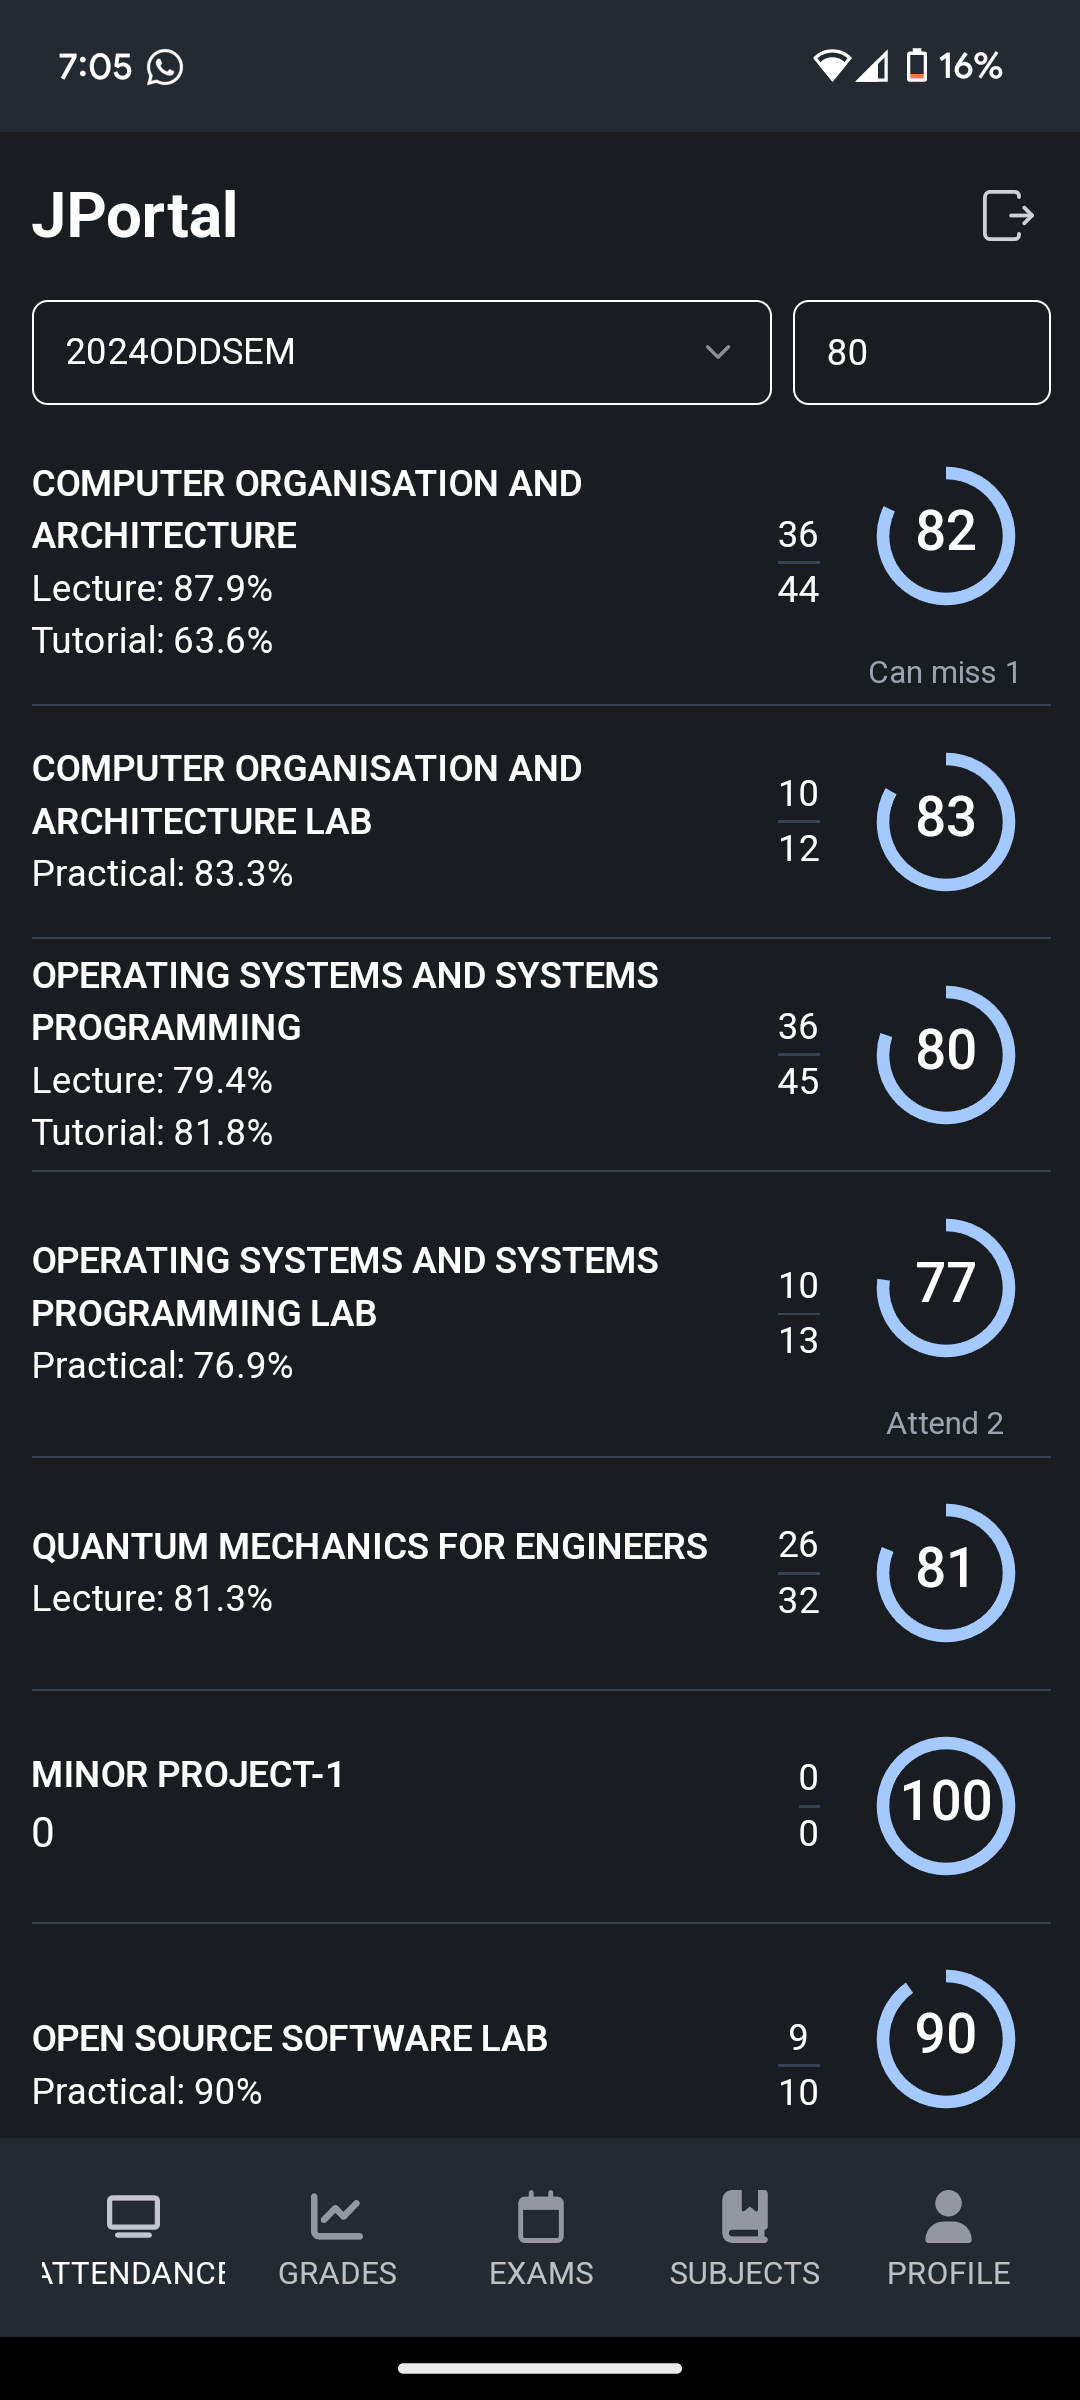 7:05
16%
JPortal
2024ODDSEM
80
COMPUTER ORGANISATION AND
ARCHITECTURE
Lecture: 87.9%
Tutorial: 63.6%
36
44
82
Can miss 1
COMPUTER ORGANISATION AND
ARCHITECTURE LAB
Practical: 83.3%
10
12
83
OPERATING SYSTEMS AND SYSTEMS
PROGRAMMING
Lecture: 79.4%
Tutorial: 81.8%
36
45
80
OPERATING SYSTEMS AND SYSTEMS
PROGRAMMING LAB
Practical: 76.9%
10
13
77
Attend 2
QUANTUM MECHANICS FOR ENGINEERS
Lecture: 81.3%
26
32
81
MINOR PROJECT-1
0
0
0
100
OPEN SOURCE SOFTWARE LAB
Practical: 90%
9
10
90
ATTENDANCE
GRADES
EXAMS
SUBJECTS
PROFILE